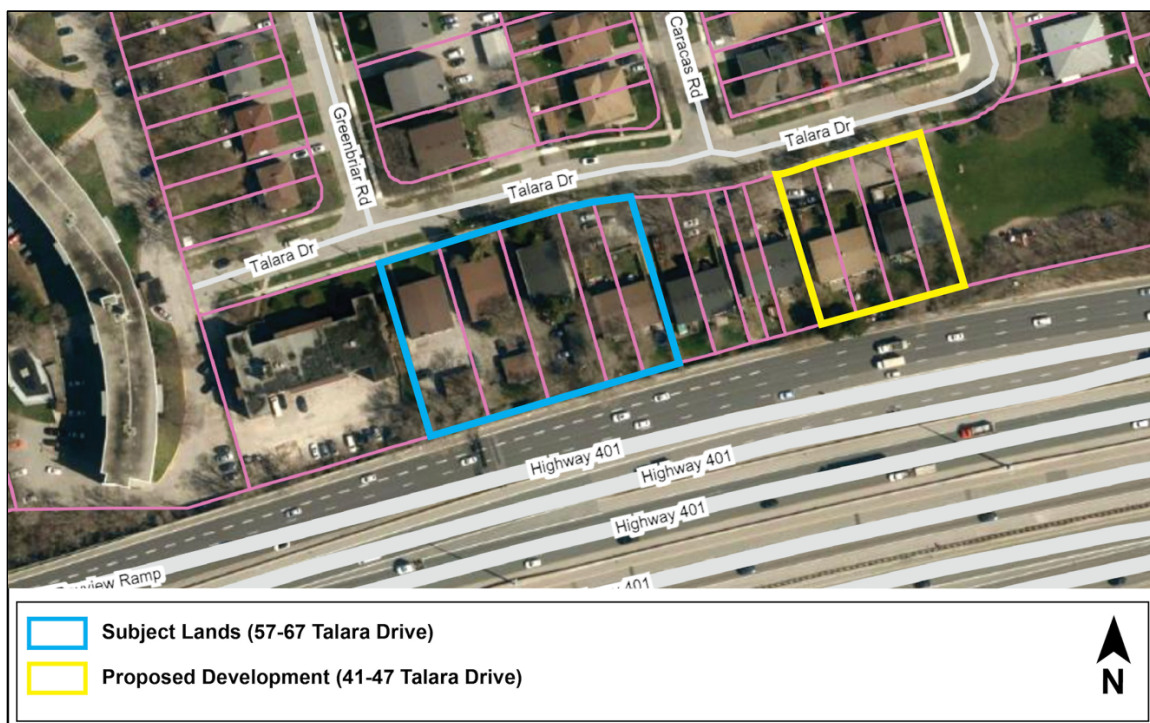 Caracas Rd
Greenbriar Rd
Talara Dr
Talara Dr
Talara Dr
Highway 401
Highway 401
Highway 401
Ramp
401
Subject Lands (57-67 Talara Drive)
Proposed Development (41-47 Talara Drive)
N